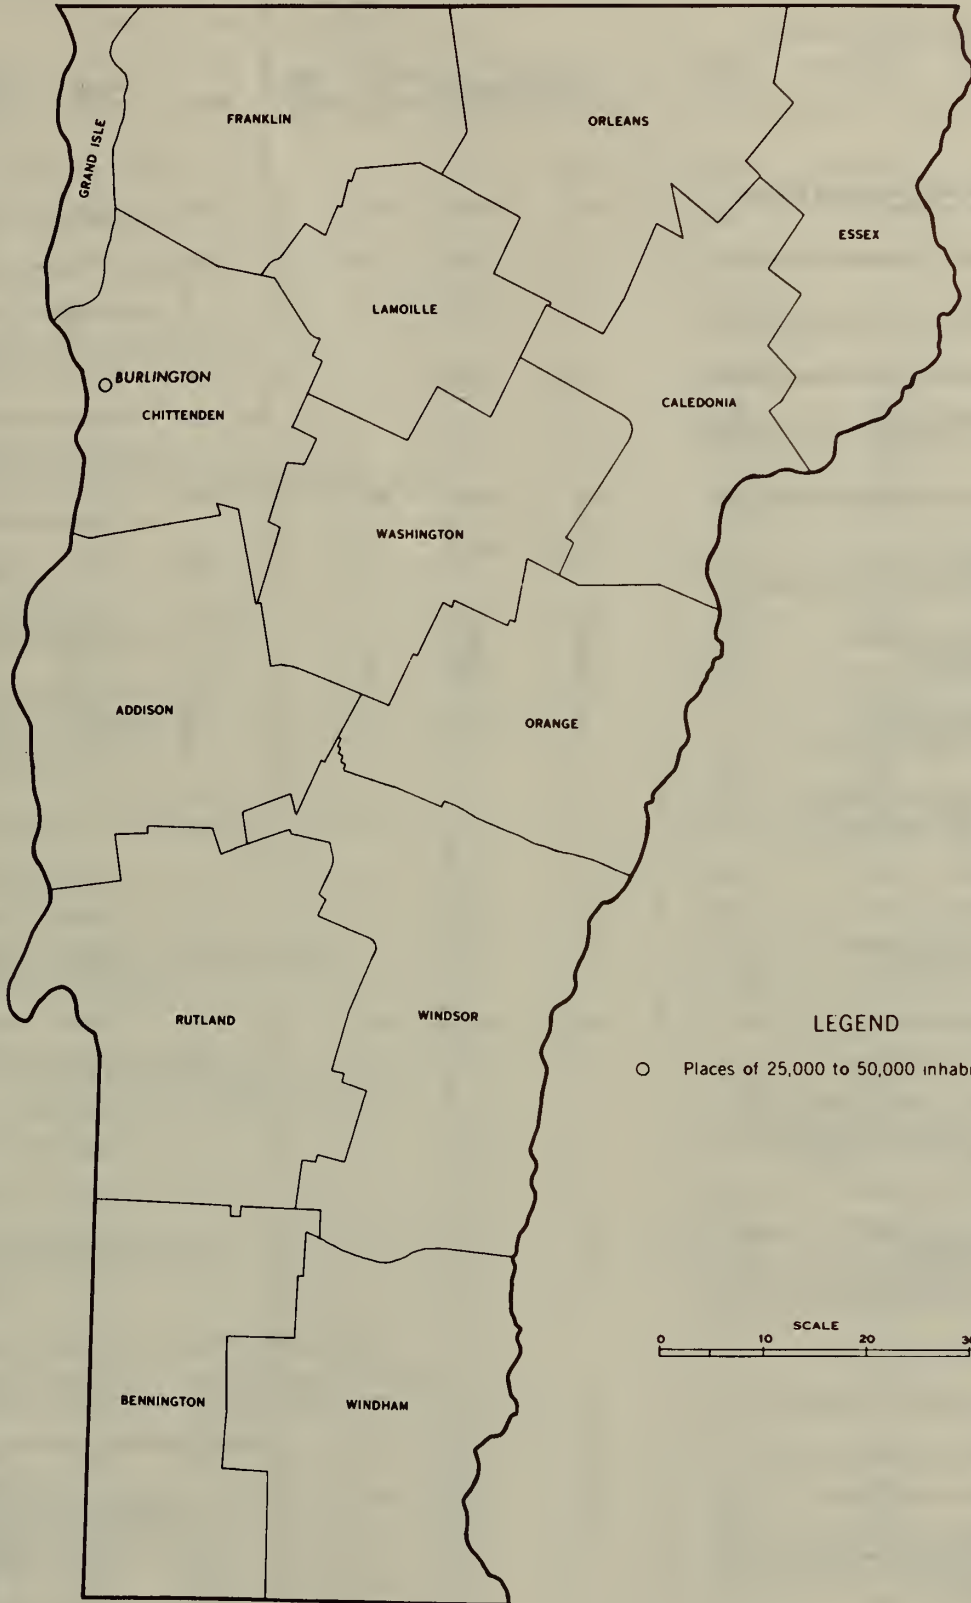 FRANKLIN
ORLEANS
GRAND ISLE
ESSEX
LAMOILLE
BURLINGTON
CHITTENDEN
CALEDONIA
WASHINGTON
ADDISON
ORANGE
RUTLAND
WINDSOR
LEGEND
Places of 25,000 to 50,000 inhab
SCALE
0 10 20
BENNINGTON
WINDHAM